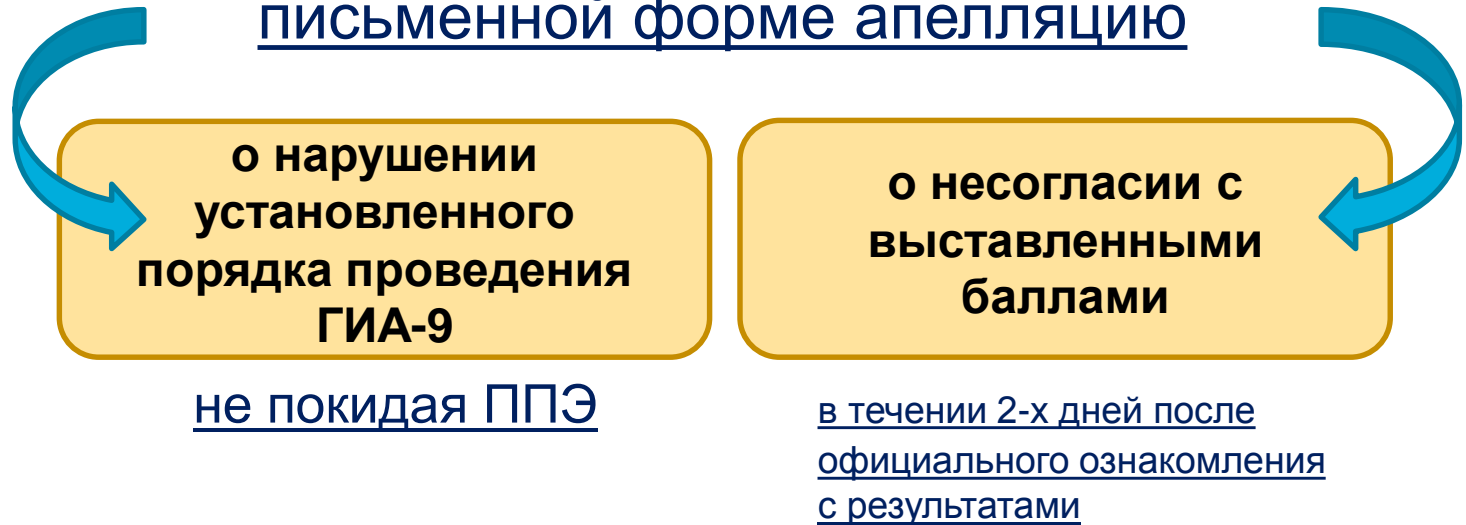 письменной форме апелляцию
о нарушении
установленного
порядка проведения
ГИА-9
не покидая ППЭ
о несогласии с
выставленными
баллами
в течении 2-х дней после
официального ознакомления
с результатами